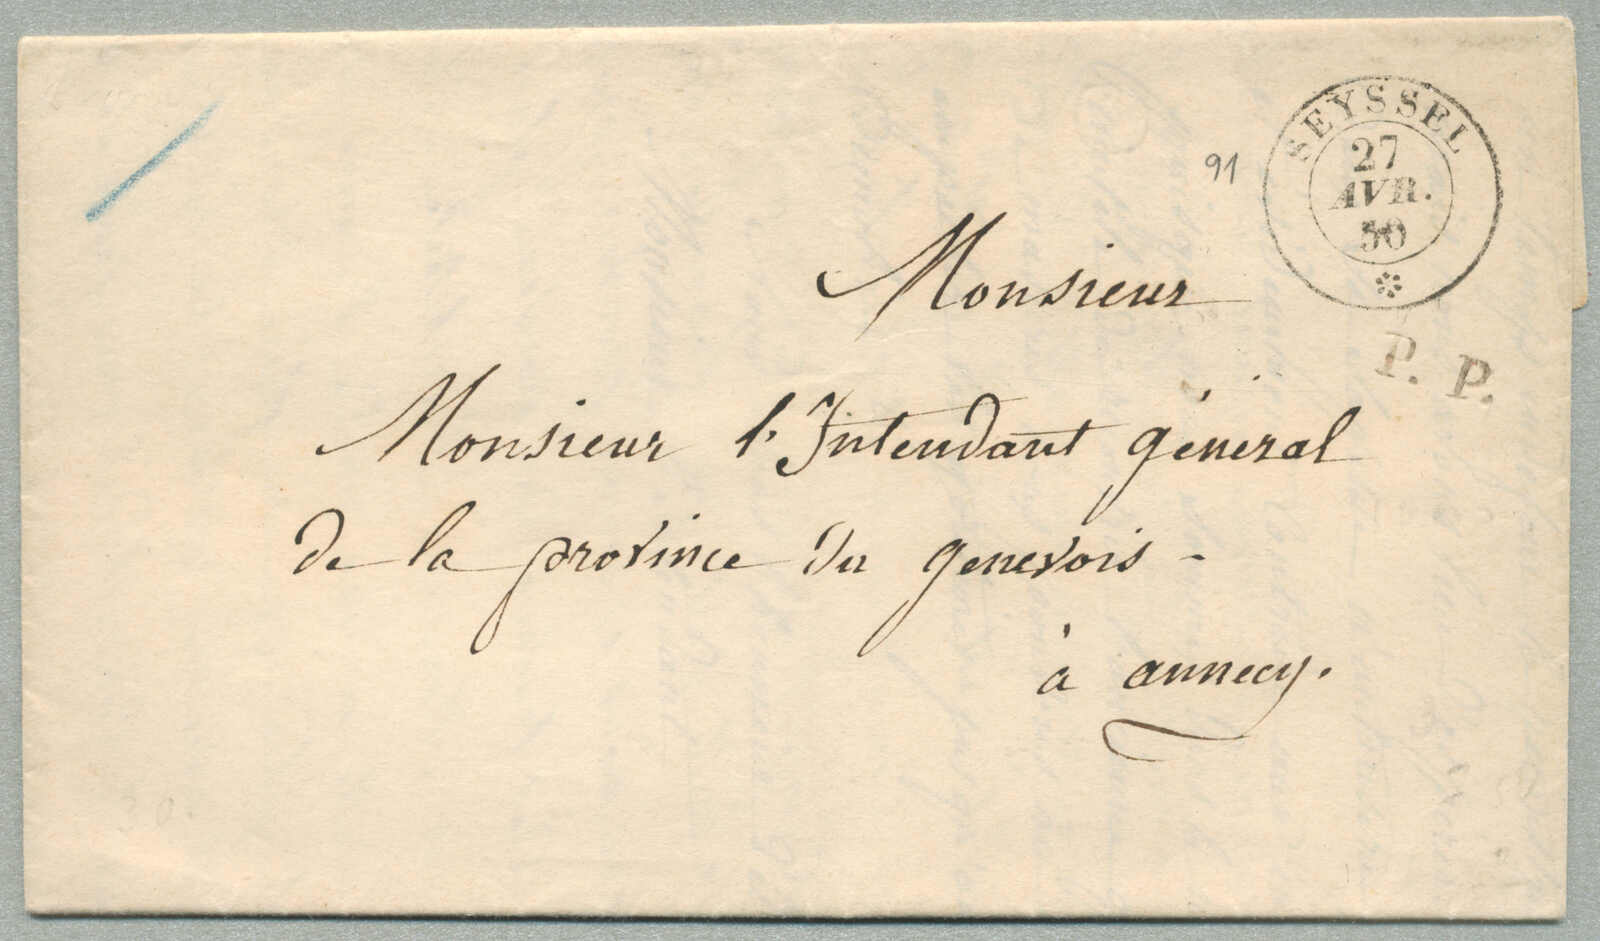 SEYSSEL
27
AVR.
50
91
P. P.
Monsieur
Monsieur l'Intendant général
de la province du genevois -
à annecy.